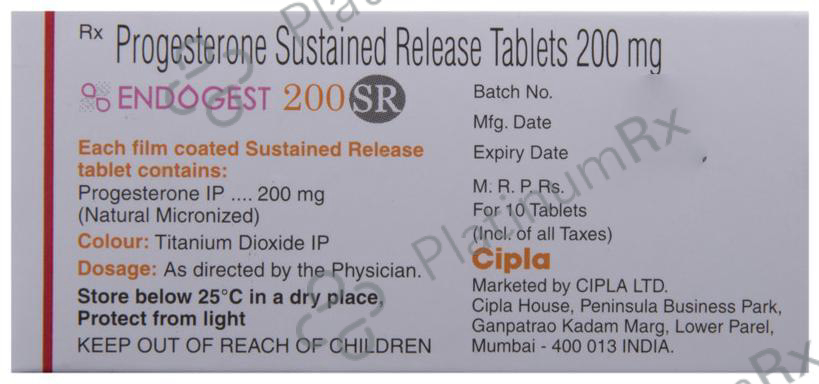 Rx Progesterone Sustained Release Tablets 200 mg
ENDOGEST 200 SR
Each film coated Sustained Release
tablet contains:
Progesterone IP .... 200 mg
(Natural Micronized)
Colour: Titanium Dioxide IP
Dosage: As directed by the Physician.
Store below 25°C in a dry place,
Protect from light
KEEP OUT OF REACH OF CHILDREN
Batch No.
Mfg. Date
Expiry Date
M. R. P. Rs.
For 10 Tablets
(Incl. of all Taxes)
Cipla
Marketed by CIPLA LTD.
Cipla House, Peninsula Business Park,
Ganpatrao Kadam Marg, Lower Parel,
Mumbai - 400 013 INDIA.
PlatinumRx